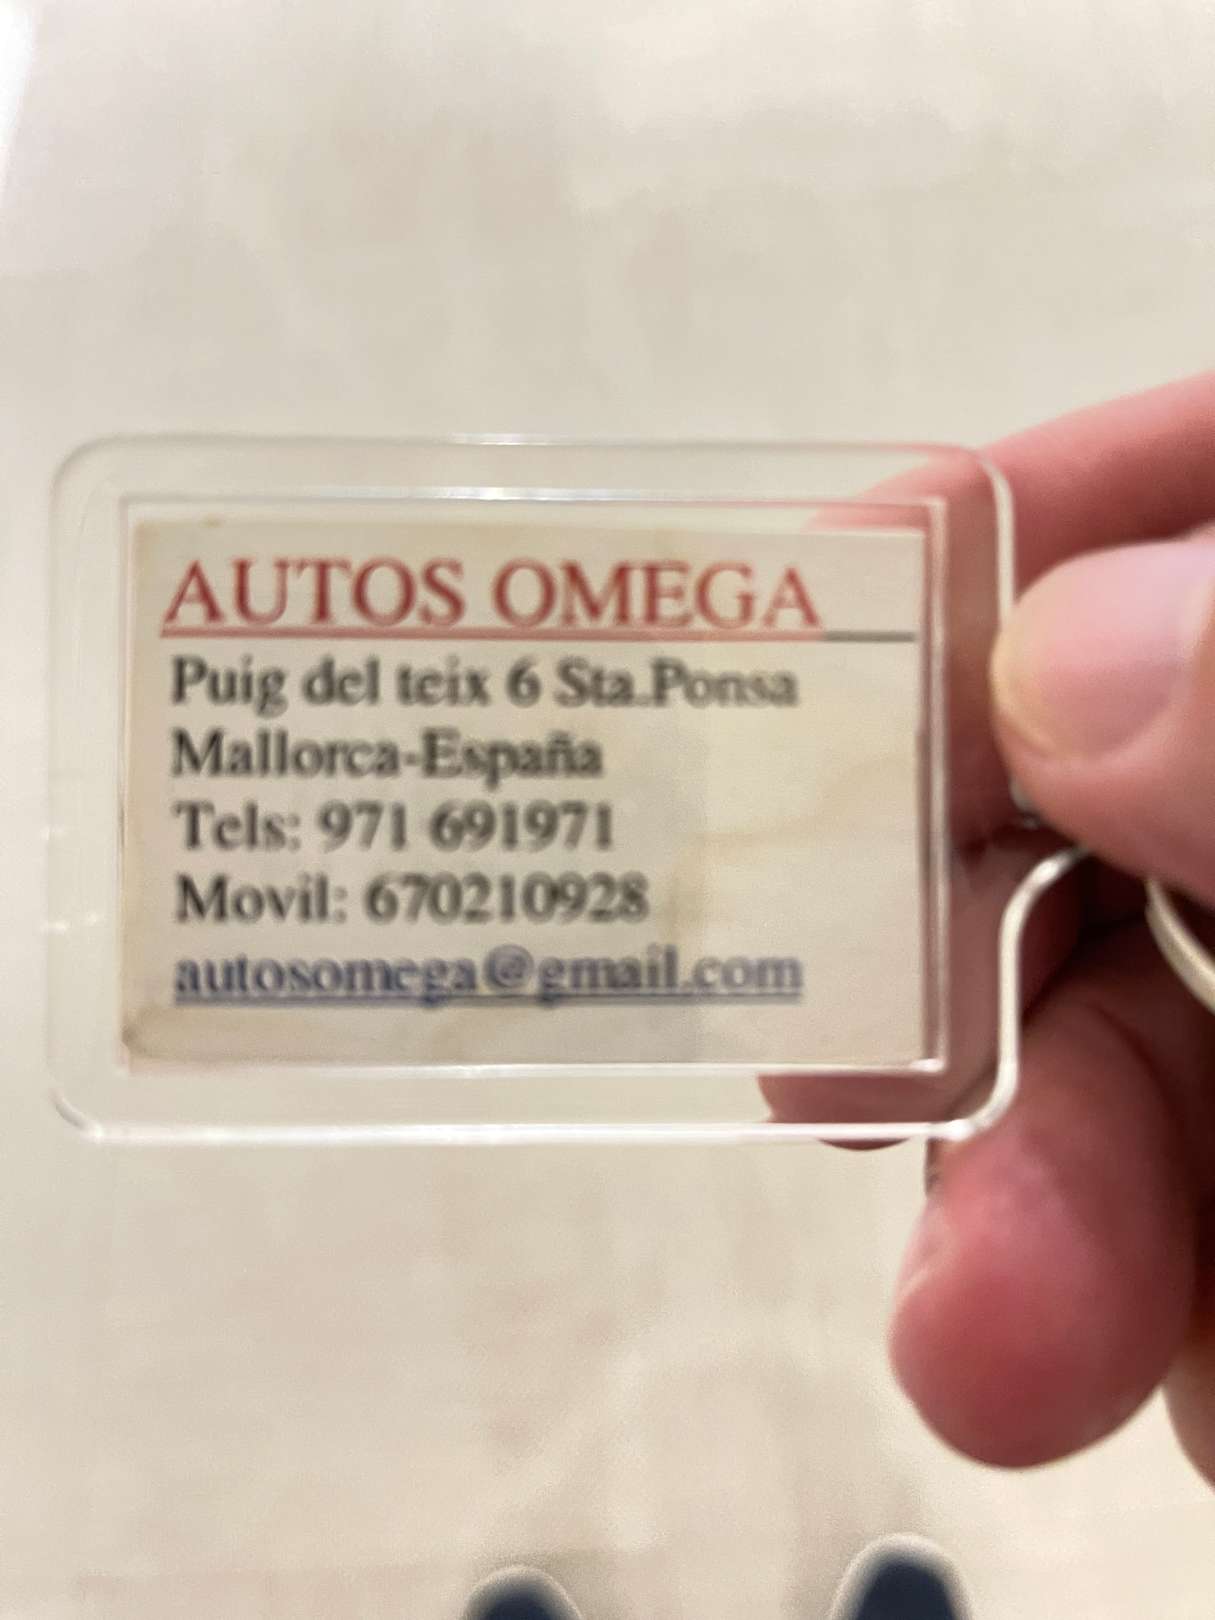 AUTOS OMEGA
Puig del teix 6 Sta.Ponsa
Mallorca-España
Tels: 971 691971
Movil: 670210928
autosomega@gmail.com